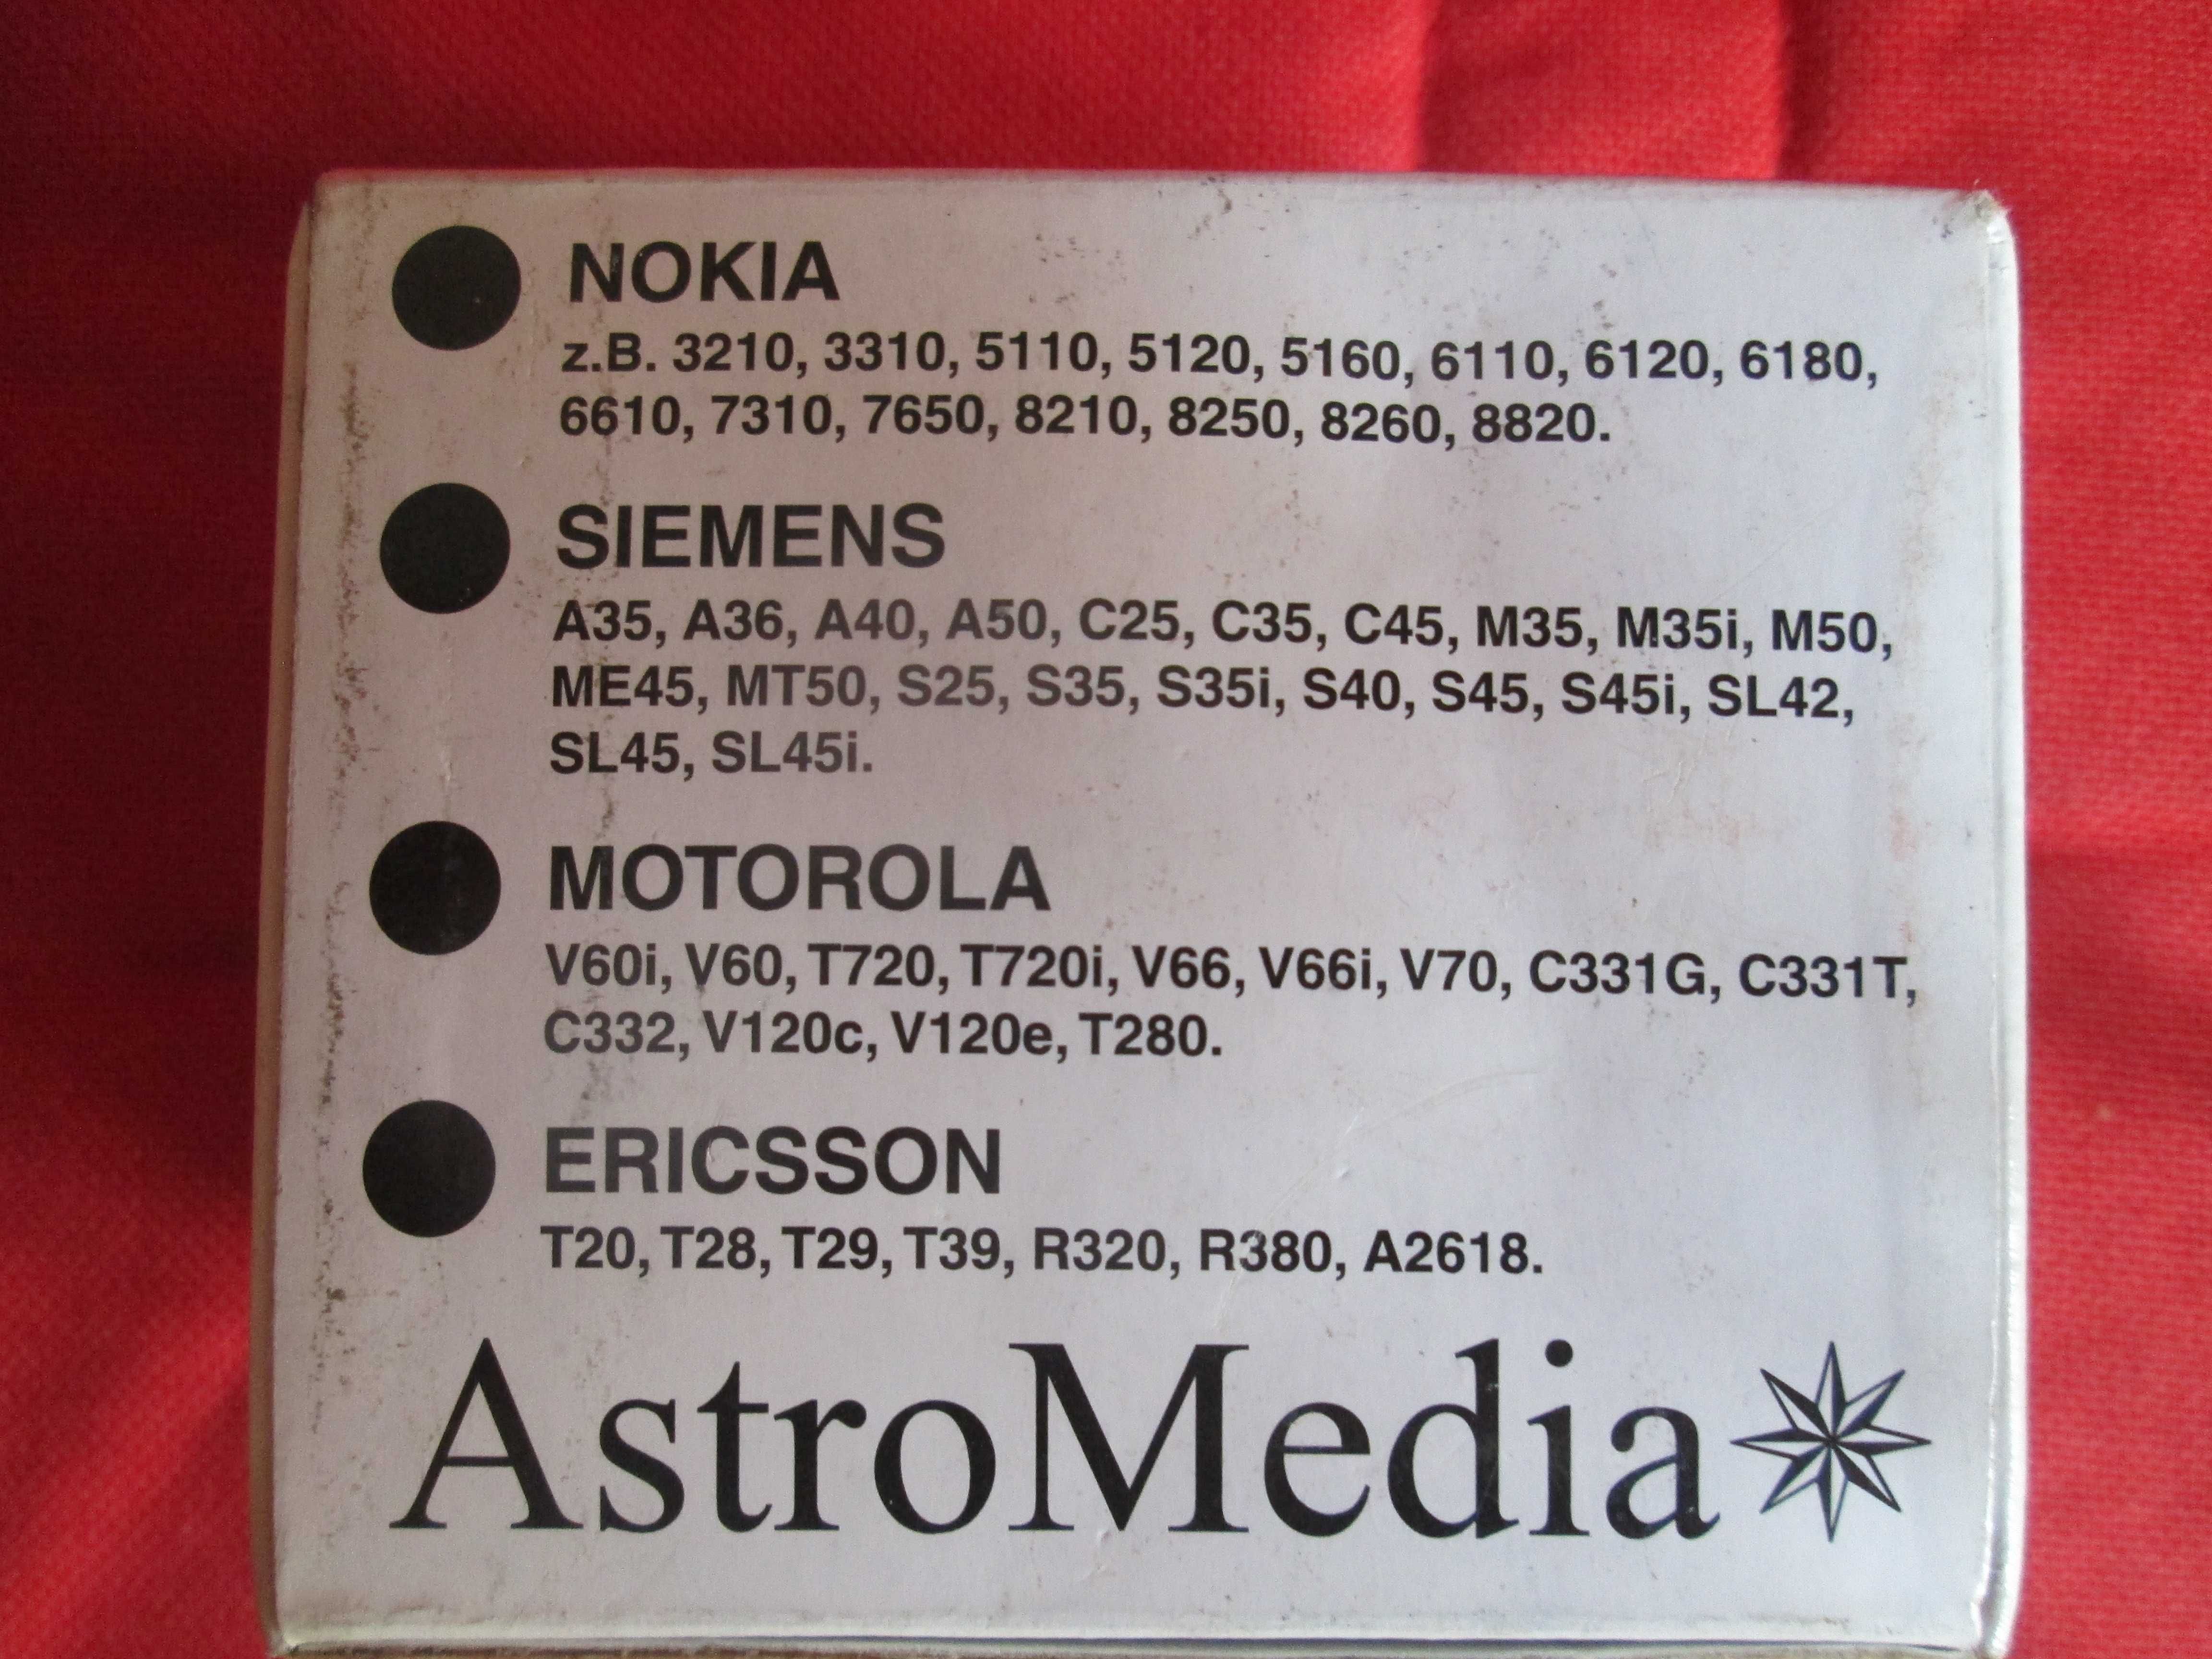 NOKIA
z.B. 3210, 3310, 5110, 5120, 5160, 6110, 6120, 6180,
6610, 7310, 7650, 8210, 8250, 8260, 8820.
SIEMENS
A35, A36, A40, A50, C25, C35, C45, M35, M35i, M50,
ME45, MT50, S25, S35, S35i, S40, S45, S45i, SL42,
SL45, SL45i.
MOTOROLA
V60i, V60, T720, T720i, V66, V66i, V70, C331G, C331T,
C332, V120c, V120e, T280.
ERICSSON
T20, T28, T29, T39, R320, R380, A2618.
AstroMedia